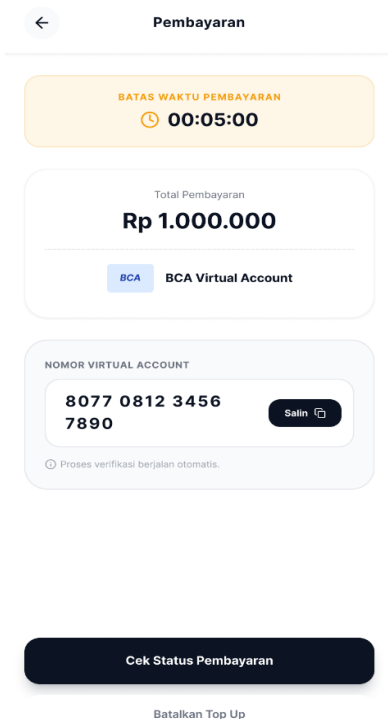 Pembayaran
BATAS WAKTU PEMBAYARAN
00:05:00
Total Pembayaran
Rp 1.000.000
BCA BCA Virtual Account
NOMOR VIRTUAL ACCOUNT
8077 0812 3456
7890
Salin
Proses verifikasi berjalan otomatis.
Cek Status Pembayaran
Batalkan Top Up